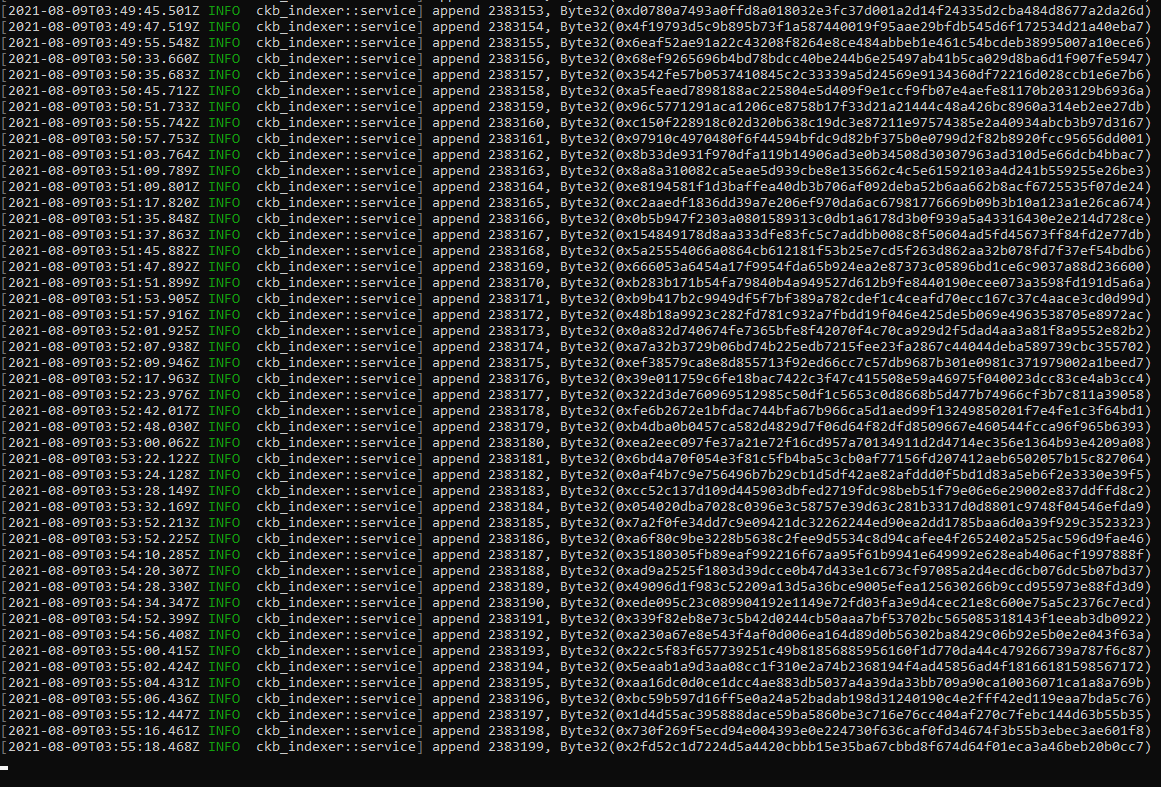 [2021-08-09T03:49:45.501Z INFO  ckb_indexer::service] append 2383153, Byte32(0xd0780a7493a0ffd8a018032e3fc37d001a2d14f24335d2cba484d8677a2da26d)
[2021-08-09T03:49:47.519Z INFO  ckb_indexer::service] append 2383154, Byte32(0x4f19793d5c9b895b73f1a587440019f95aae29bfdb545d6f172534d21a40eba7)
[2021-08-09T03:49:55.548Z INFO  ckb_indexer::service] append 2383155, Byte32(0x6eaf52ae91a22c43208f8264e8ce484abbeb1e461c54bcdeb38995007a10ece6)
[2021-08-09T03:50:33.660Z INFO  ckb_indexer::service] append 2383156, Byte32(0x68ef9265696b4bd78bdcc40be244b6e25497ab41b5ca029d8ba6d1f907fe5947)
[2021-08-09T03:50:35.683Z INFO  ckb_indexer::service] append 2383157, Byte32(0x3542fe57b0537410845c2c33339a5d24569e9134360df72216d028ccb1e6e7b6)
[2021-08-09T03:50:45.712Z INFO  ckb_indexer::service] append 2383158, Byte32(0xa5feaed7898188ac225804e5d409f9e1ccf9fb07e4aefe81170b203129b6936a)
[2021-08-09T03:50:51.733Z INFO  ckb_indexer::service] append 2383159, Byte32(0x96c5771291aca1206ce8758b17f33d21a21444c48a426bc8960a314eb2ee27db)
[2021-08-09T03:50:55.742Z INFO  ckb_indexer::service] append 2383160, Byte32(0xc150f228918c02d320b638c19dc3e87211e97574385e2a40934abcb3b97d3167)
[2021-08-09T03:50:57.753Z INFO  ckb_indexer::service] append 2383161, Byte32(0x97910c4970480f6f44594bfdc9d82bf375b0e0799d2f82b8920fcc95656dd001)
[2021-08-09T03:51:03.764Z INFO  ckb_indexer::service] append 2383162, Byte32(0x8b33de931f970dfa119b14906ad3e0b34508d30307963ad310d5e66dcb4bbac7)
[2021-08-09T03:51:09.789Z INFO  ckb_indexer::service] append 2383163, Byte32(0x8a8a310082ca5eae5d939cbe8e135662c4c5e61592103a4d241b559255e26be3)
[2021-08-09T03:51:09.801Z INFO  ckb_indexer::service] append 2383164, Byte32(0xe8194581f1d3baffea40db3b706af092deba52b6aa662b8acf6725535f07de24)
[2021-08-09T03:51:17.820Z INFO  ckb_indexer::service] append 2383165, Byte32(0xc2aaedf1836dd39a7e206ef970da6ac67981776669b09b3b10a123a1e26ca674)
[2021-08-09T03:51:35.848Z INFO  ckb_indexer::service] append 2383166, Byte32(0x0b5b947f2303a0801589313c0db1a6178d3b0f939a5a43316430e2e214d728ce)
[2021-08-09T03:51:37.863Z INFO  ckb_indexer::service] append 2383167, Byte32(0x154849178d8aa333dfe83fc5c7addbb008c8f50604ad5fd45673ff84fd2e77db)
[2021-08-09T03:51:45.882Z INFO  ckb_indexer::service] append 2383168, Byte32(0x5a25554066a0864cb612181f53b25e7cd5f263d862aa32b078fd7f37ef54bdb6)
[2021-08-09T03:51:47.892Z INFO  ckb_indexer::service] append 2383169, Byte32(0x666053a6454a17f9954fda65b924ea2e87373c05896bd1ce6c9037a88d236600)
[2021-08-09T03:51:51.899Z INFO  ckb_indexer::service] append 2383170, Byte32(0xb283b171b54fa79840b4a949527d612b9fe8440190ecee073a3598fd191d5a6a)
[2021-08-09T03:51:53.905Z INFO  ckb_indexer::service] append 2383171, Byte32(0xb9b417b2c9949df5f7bf389a782cdef1c4ceafd70ecc167c37c4aace3cd0d99d)
[2021-08-09T03:51:57.916Z INFO  ckb_indexer::service] append 2383172, Byte32(0x48b18a9923c282fd781c932a7fbdd19f046e425de5b069e4963538705e8972ac)
[2021-08-09T03:52:01.925Z INFO  ckb_indexer::service] append 2383173, Byte32(0x0a832d740674fe7365bfe8f42070f4c70ca929d2f5dad4aa3a81f8a9552e82b2)
[2021-08-09T03:52:07.938Z INFO  ckb_indexer::service] append 2383174, Byte32(0xa7a32b3729b06bd74b225edb7215fee23fa2867c44044deba589739cbc355702)
[2021-08-09T03:52:09.946Z INFO  ckb_indexer::service] append 2383175, Byte32(0xef38579ca8e8d855713f92ed66cc7c57db9687b301e0981c371979002a1beed7)
[2021-08-09T03:52:17.963Z INFO  ckb_indexer::service] append 2383176, Byte32(0x39e011759c6fe18bac7422c3f47c415508e59a46975f040023dcc83ce4ab3cc4)
[2021-08-09T03:52:23.976Z INFO  ckb_indexer::service] append 2383177, Byte32(0x322d3de760969512985c50df1c5653c0d8668b5d477b74966cf3b7c811a39058)
[2021-08-09T03:52:42.017Z INFO  ckb_indexer::service] append 2383178, Byte32(0xfe6b2672e1bfdac744bfa67b966ca5d1aed99f13249850201f7e4fe1c3f64bd1)
[2021-08-09T03:52:48.030Z INFO  ckb_indexer::service] append 2383179, Byte32(0xb4dba0b0457ca582d4829d7f06d64f82dfd8509667e460544fcca96f965b6393)
[2021-08-09T03:53:00.062Z INFO  ckb_indexer::service] append 2383180, Byte32(0xea2eec097fe37a21e72f16cd957a70134911d2d4714ec356e1364b93e4209a08)
[2021-08-09T03:53:22.122Z INFO  ckb_indexer::service] append 2383181, Byte32(0x6bd4a70f054e3f81c5fb4ba5c3cb0af77156fd207412aeb6502057b15c827064)
[2021-08-09T03:53:24.128Z INFO  ckb_indexer::service] append 2383182, Byte32(0x0af4b7c9e756496b7b29cb1d5df42ae82afddd0f5bd1d83a5eb6f2e3330e39f5)
[2021-08-09T03:53:28.149Z INFO  ckb_indexer::service] append 2383183, Byte32(0xcc52c137d109d445903dbfed2719fdc98beb51f79e06e6e29002e837ddffd8c2)
[2021-08-09T03:53:32.169Z INFO  ckb_indexer::service] append 2383184, Byte32(0x054020dba7028c0396e3c58757e39d63c281b3317d0d8801c9748f04546efda9)
[2021-08-09T03:53:52.213Z INFO  ckb_indexer::service] append 2383185, Byte32(0x7a2f0fe34dd7c9e09421dc32262244ed90ea2dd1785baa6d0a39f929c3523323)
[2021-08-09T03:53:52.225Z INFO  ckb_indexer::service] append 2383186, Byte32(0xa6f80c9be3228b5638c2fee9d5534c8d94cafee4f2652402a525ac596d9fae46)
[2021-08-09T03:54:10.285Z INFO  ckb_indexer::service] append 2383187, Byte32(0x35180305fb89eaf992216f67aa95f61b9941e649992e628eab406acf1997888f)
[2021-08-09T03:54:20.307Z INFO  ckb_indexer::service] append 2383188, Byte32(0xad9a2525f1803d39dcce0b47d433e1c673cf97085a2d4ecd6cb076dc5b07bd37)
[2021-08-09T03:54:28.330Z INFO  ckb_indexer::service] append 2383189, Byte32(0x49096d1f983c52209a13d5a36bce9005efea125630266b9ccd955973e88fd3d9)
[2021-08-09T03:54:34.347Z INFO  ckb_indexer::service] append 2383190, Byte32(0xede095c23c089904192e1149e72fd03fa3e9d4cec21e8c600e75a5c2376c7ecd)
[2021-08-09T03:54:52.399Z INFO  ckb_indexer::service] append 2383191, Byte32(0x339f82eb8e73c5b42d0244cb50aaa7bf53702bc565085318143f1eeab3db0922)
[2021-08-09T03:54:56.408Z INFO  ckb_indexer::service] append 2383192, Byte32(0xa230a67e8e543f4af0d006ea164d89d0b56302ba8429c06b92e5b0e2e043f63a)
[2021-08-09T03:55:00.415Z INFO  ckb_indexer::service] append 2383193, Byte32(0x22c5f83f657739251c49b81856885956160f1d770da44c479266739a787f6c87)
[2021-08-09T03:55:02.424Z INFO  ckb_indexer::service] append 2383194, Byte32(0x5eaab1a9d3aa08cc1f310e2a74b2368194f4ad45856ad4f18166181598567172)
[2021-08-09T03:55:04.431Z INFO  ckb_indexer::service] append 2383195, Byte32(0xaa16dc0d0ce1dcc4ae883db5037a4a39da33bb709a90ca10036071ca1a8a769b)
[2021-08-09T03:55:06.436Z INFO  ckb_indexer::service] append 2383196, Byte32(0xbc59b597d16ff5e0a24a52badab198d31240190c4e2fff42ed119eaa7bda5c76)
[2021-08-09T03:55:12.447Z INFO  ckb_indexer::service] append 2383197, Byte32(0x1d4d55ac395888dace59ba5860be3c716e76cc404af270c7febc144d63b55b35)
[2021-08-09T03:55:16.461Z INFO  ckb_indexer::service] append 2383198, Byte32(0x730f269f5ecd94e004393e0e224730f636caf0fd34674f3b55b3ebec3ae601f8)
[2021-08-09T03:55:18.468Z INFO  ckb_indexer::service] append 2383199, Byte32(0x2fd52c1d7224d5a4420cbbb15e35ba67cbbd8f674d64f01eca3a46beb20b0cc7)